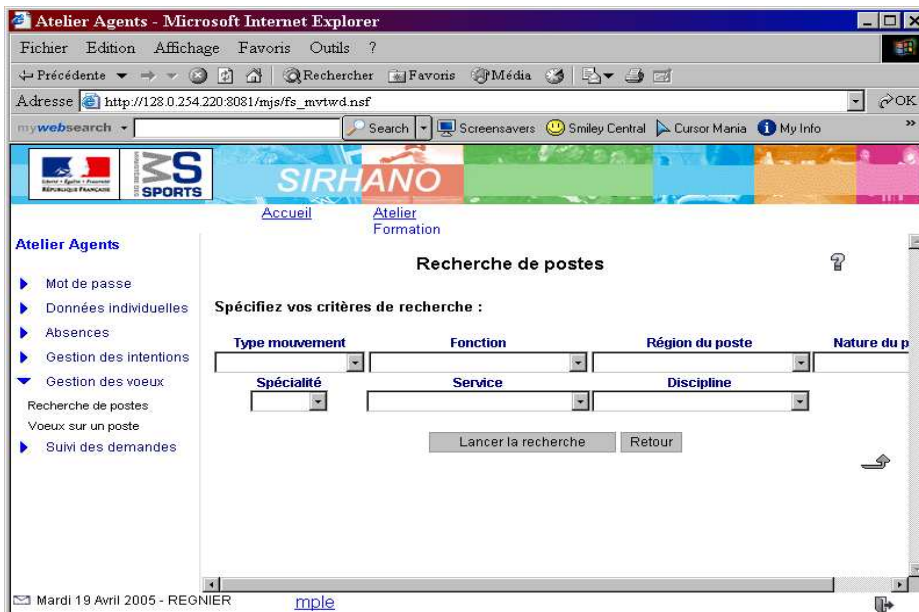 Atelier Agents - Microsoft Internet Explorer
Fichier Edition Affichage Favoris Outils ?
Précédente Rechercher Favoris Média
Adresse http://128.0.254.220:8081/mjs/fs_mvtwd.nsf OK
mywebsearch Search Screensavers Smiley Central Cursor Mania My Info »
Liberté • Égalité • Fraternité
RÉPUBLIQUE FRANÇAISE
SPORTS
SIRHANO
Accueil Atelier
Formation
Atelier Agents
Recherche de postes
Mot de passe
Données individuelles
Spécifiez vos critères de recherche :
Absences
Type mouvement Fonction Région du poste Nature du p
Gestion des intentions
Gestion des voeux
Spécialité Service Discipline
Recherche de postes
Voeux sur un poste
Suivi des demandes
Lancer la recherche Retour
Mardi 19 Avril 2005 - REGNIER mple